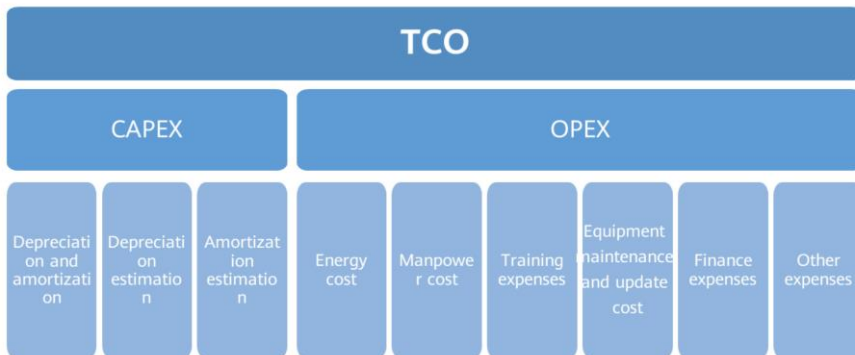 TCO
CAPEX
OPEX
Depreciati
on and
amortizati
on
Depreciati
on
estimatio
n
Amortizat
ion
estimatio
n
Energy
cost
Manpowe
r cost
Training
expenses
Equipment
maintenance
and update
cost
Finance
expenses
Other
expenses